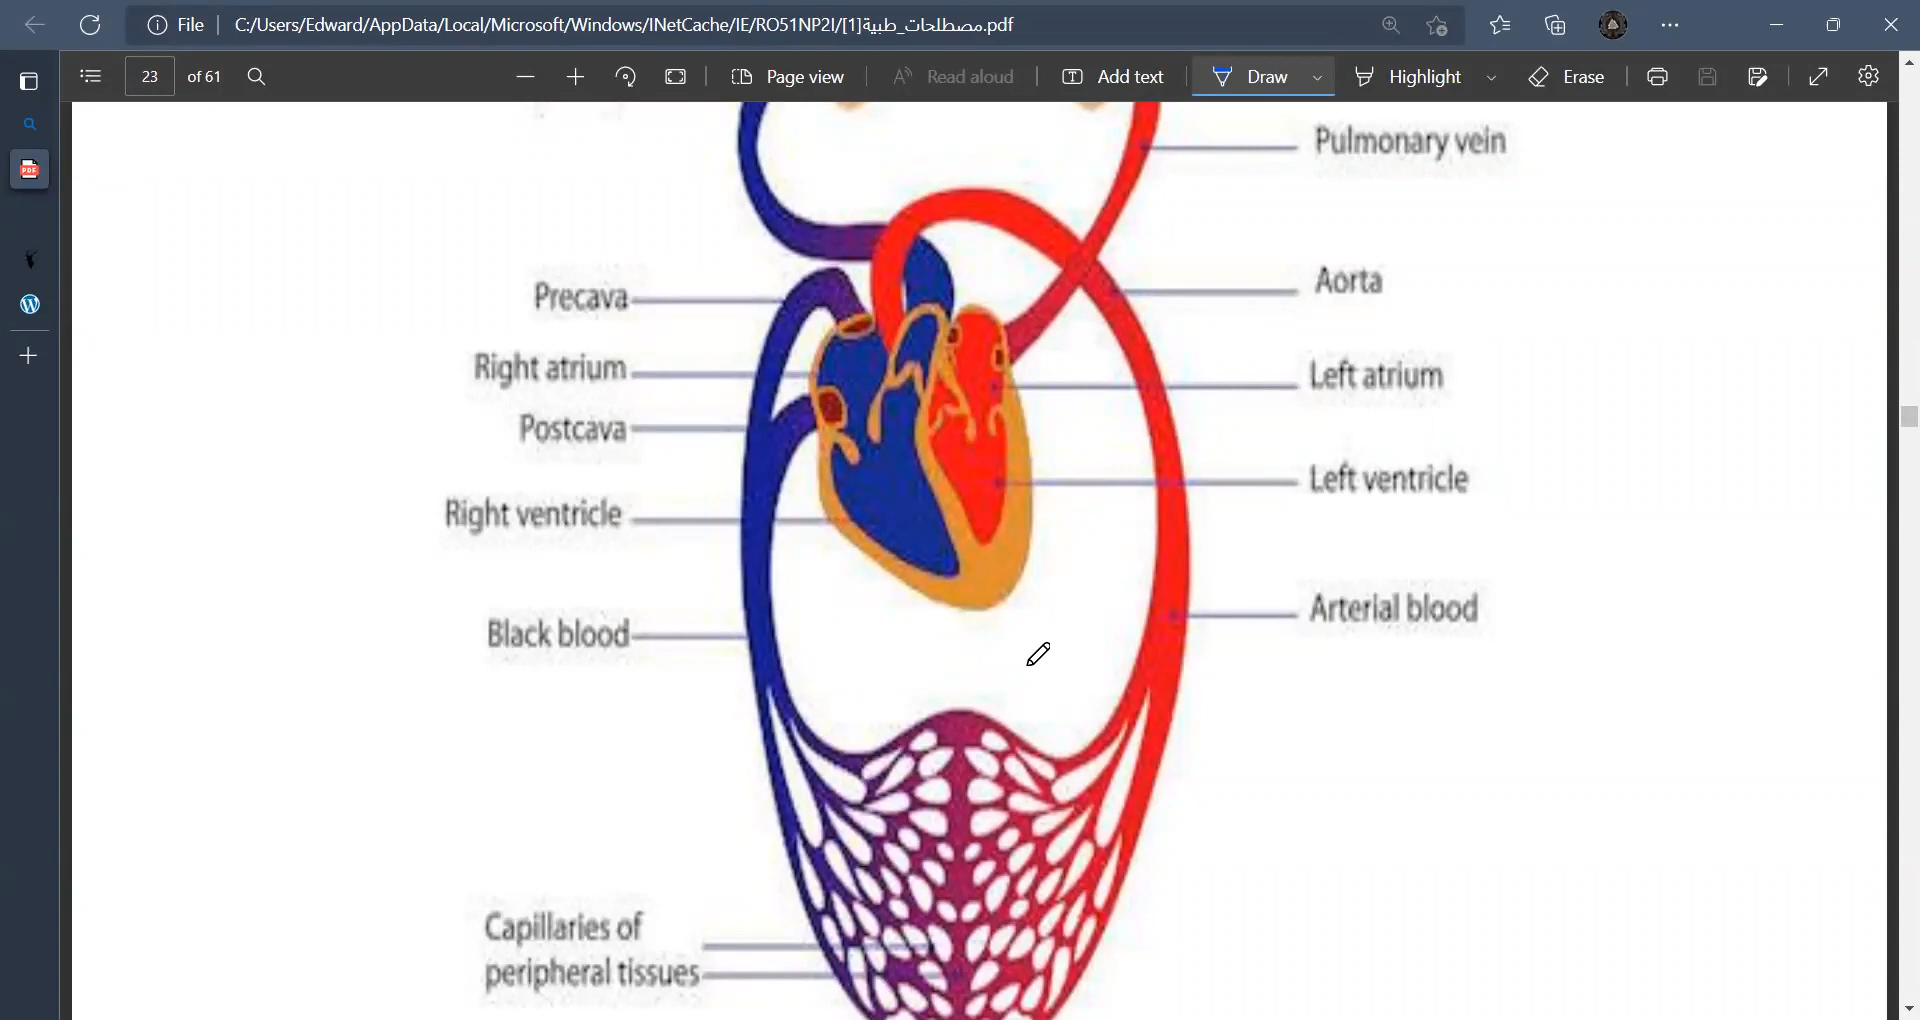 File
C:/Users/Edward/AppData/Local/Microsoft/Windows/INetCache/IE/RO51NP2I/[1]مصطلحات_طبية.pdf
23 of 61
Page view
Read aloud
Add text
Draw
Highlight
Erase
PDF
Pulmonary vein
Precava
Aorta
Right atrium
Left atrium
Postcava
Left ventricle
Right ventricle
Arterial blood
Black blood
Capillaries of
peripheral tissues